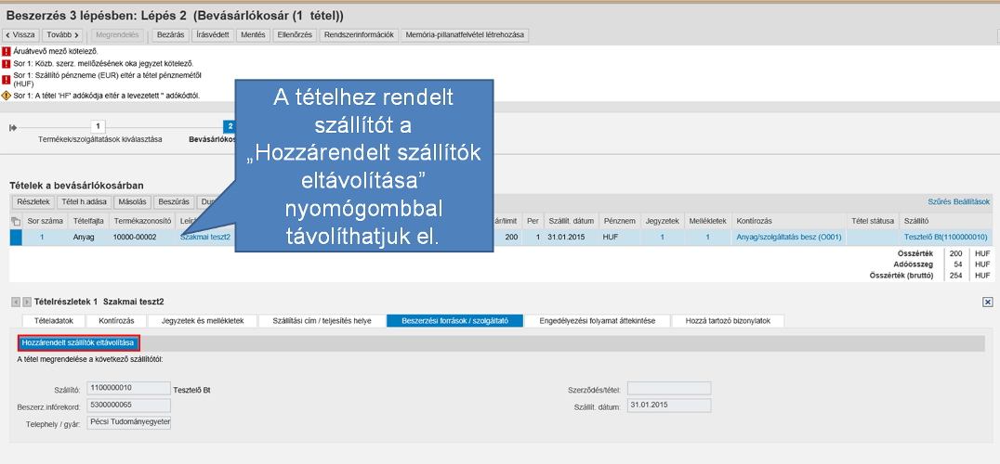 Beszerzés 3 lépésben: Lépés 2 (Bevásárlókosár (1 tétel))
Vissza Tovább Megrendelés Bezárás Írásvédett Mentés Ellenőrzés Rendszerinformációk Memória-pillanatfelvétel létrehozása
Áruátvevő mező kötelező.
Sor 1: Közb. szerz. mellőzésének oka jegyzet kötelező.
Sor 1: Szállító pénzneme (EUR) eltér a tétel pénznemétől
(HUF)
Sor 1: A tétel 'HF' adókódja eltér a levezetett '' adókódtól.
A tételhez rendelt
szállítót a
„Hozzárendelt szállítók
eltávolítása”
nyomógombbal
távolíthatjuk el.
1 2
Termékek/szolgáltatások kiválasztása
Tételek a bevásárlókosárban
Részletek Tétel h.adása Másolás Beszúrás Szűrés Beállítások
Sor száma Tételfajta Termékazonosító ár/limit Per Szállít. dátum Pénznem Jegyzetek Mellékletek Kontírozás Tétel státusa Szállító
1 Anyag 10000-00002 Szakmai teszt2 200 1 31.01.2015 HUF 1 1 Anyag/szolgáltatás besz (O001) Tesztelő Bt(1100000010)
Összérték 200 HUF
Adóösszeg 54 HUF
Összérték (bruttó) 254 HUF
Tételrészletek 1 Szakmai teszt2
Tételadatok Kontírozás Jegyzetek és mellékletek Szállítási cím / teljesítés helye Beszerzési források / szolgáltató Engedélyezési folyamat áttekintése Hozzá tartozó bizonylatok
Hozzárendelt szállítók eltávolítása
A tétel megrendelése a következő szállítótól:
Szállító: 1100000010 Tesztelő Bt Szerződés/tétel:
Beszerz.infórekord: 5300000065 Szállít. dátum: 31.01.2015
Telephely / gyár: Pécsi Tudományegyeter